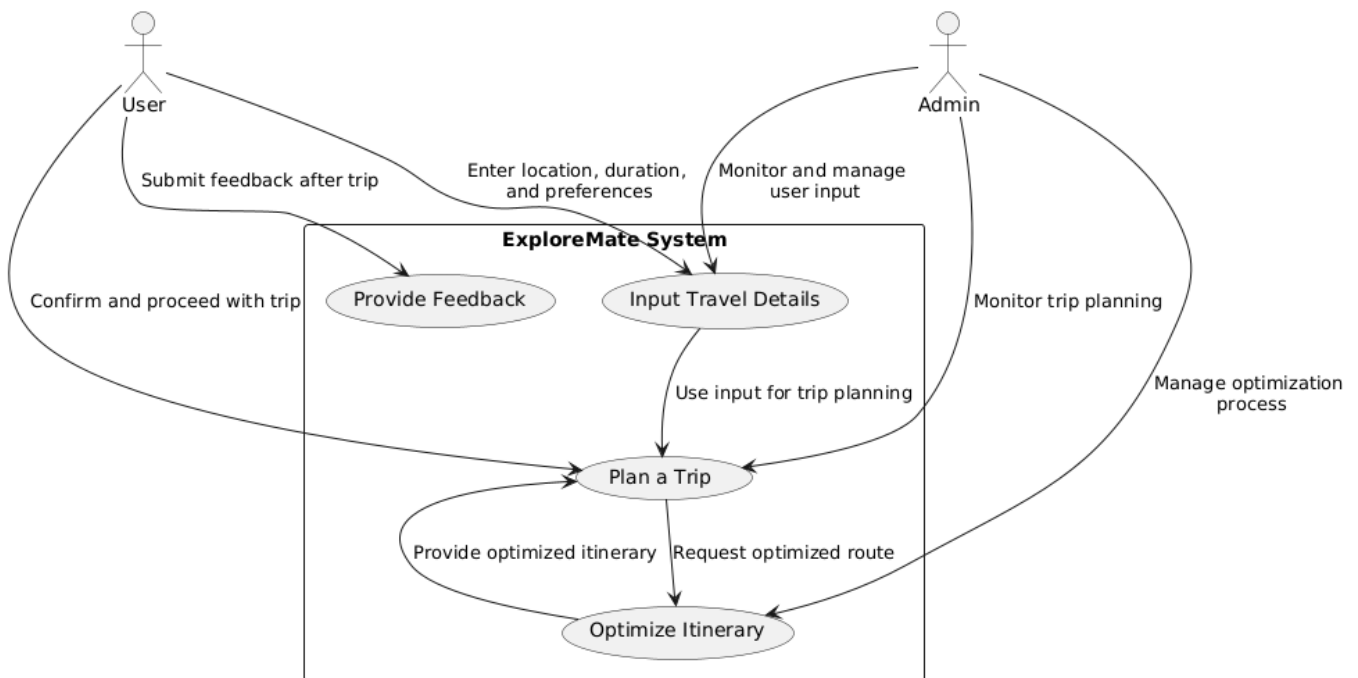 User
Admin
Submit feedback after trip
Enter location, duration,
and preferences
Monitor and manage
user input
ExploreMate System
Provide Feedback
Input Travel Details
Confirm and proceed with trip
Monitor trip planning
Use input for trip planning
Manage optimization
process
Plan a Trip
Provide optimized itinerary
Request optimized route
Optimize Itinerary